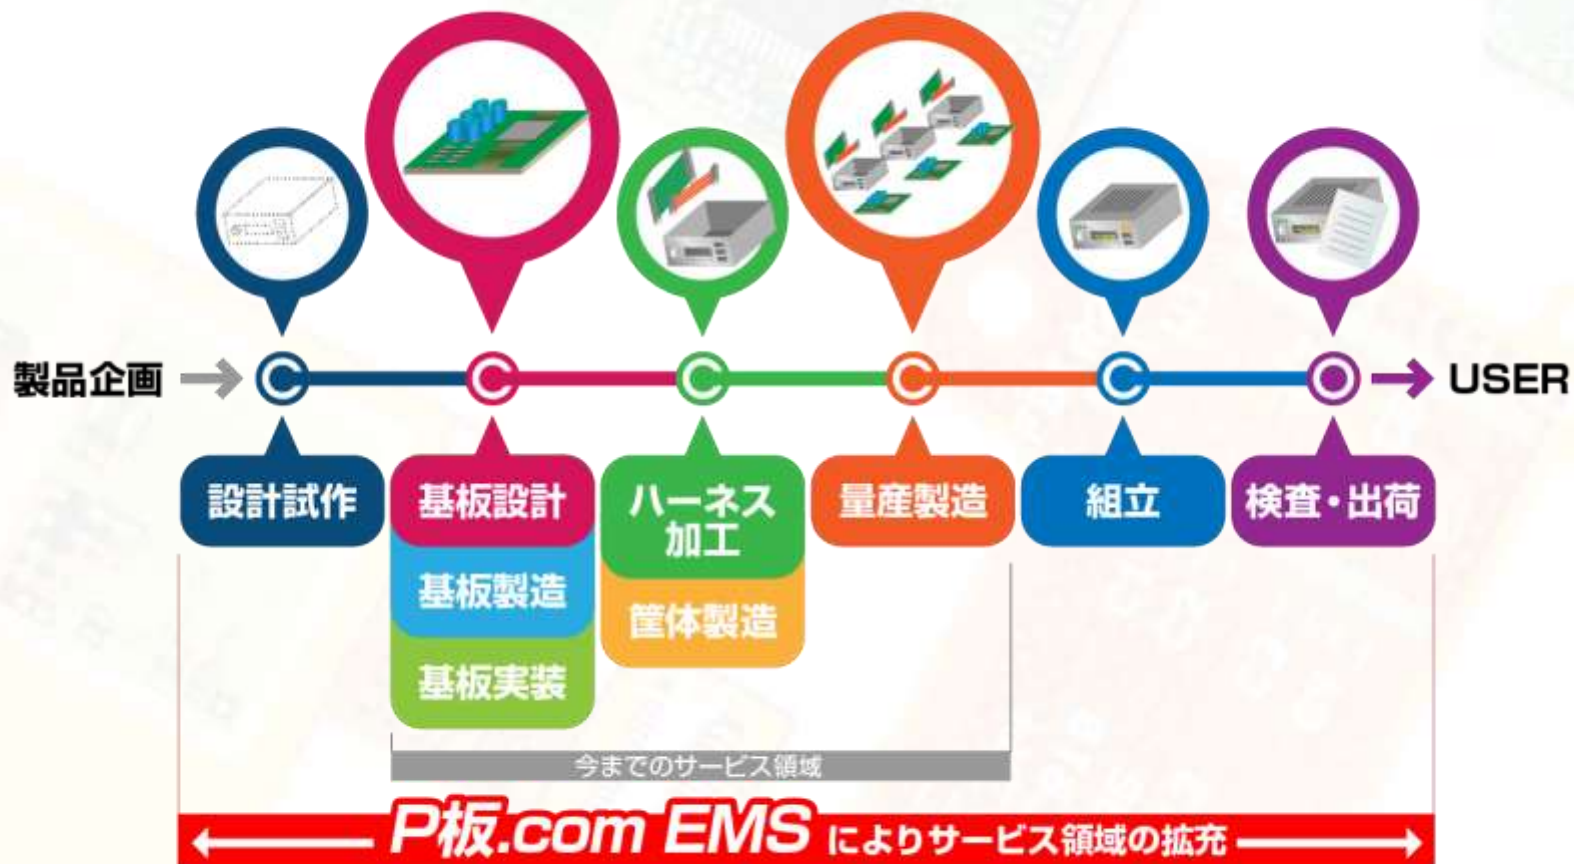 製品企画
USER
設計試作
基板設計
基板製造
基板実装
ハーネス
加工
筐体製造
量産製造
組立
検査・出荷
今までのサービス領域
P板.com EMS によりサービス領域の拡充